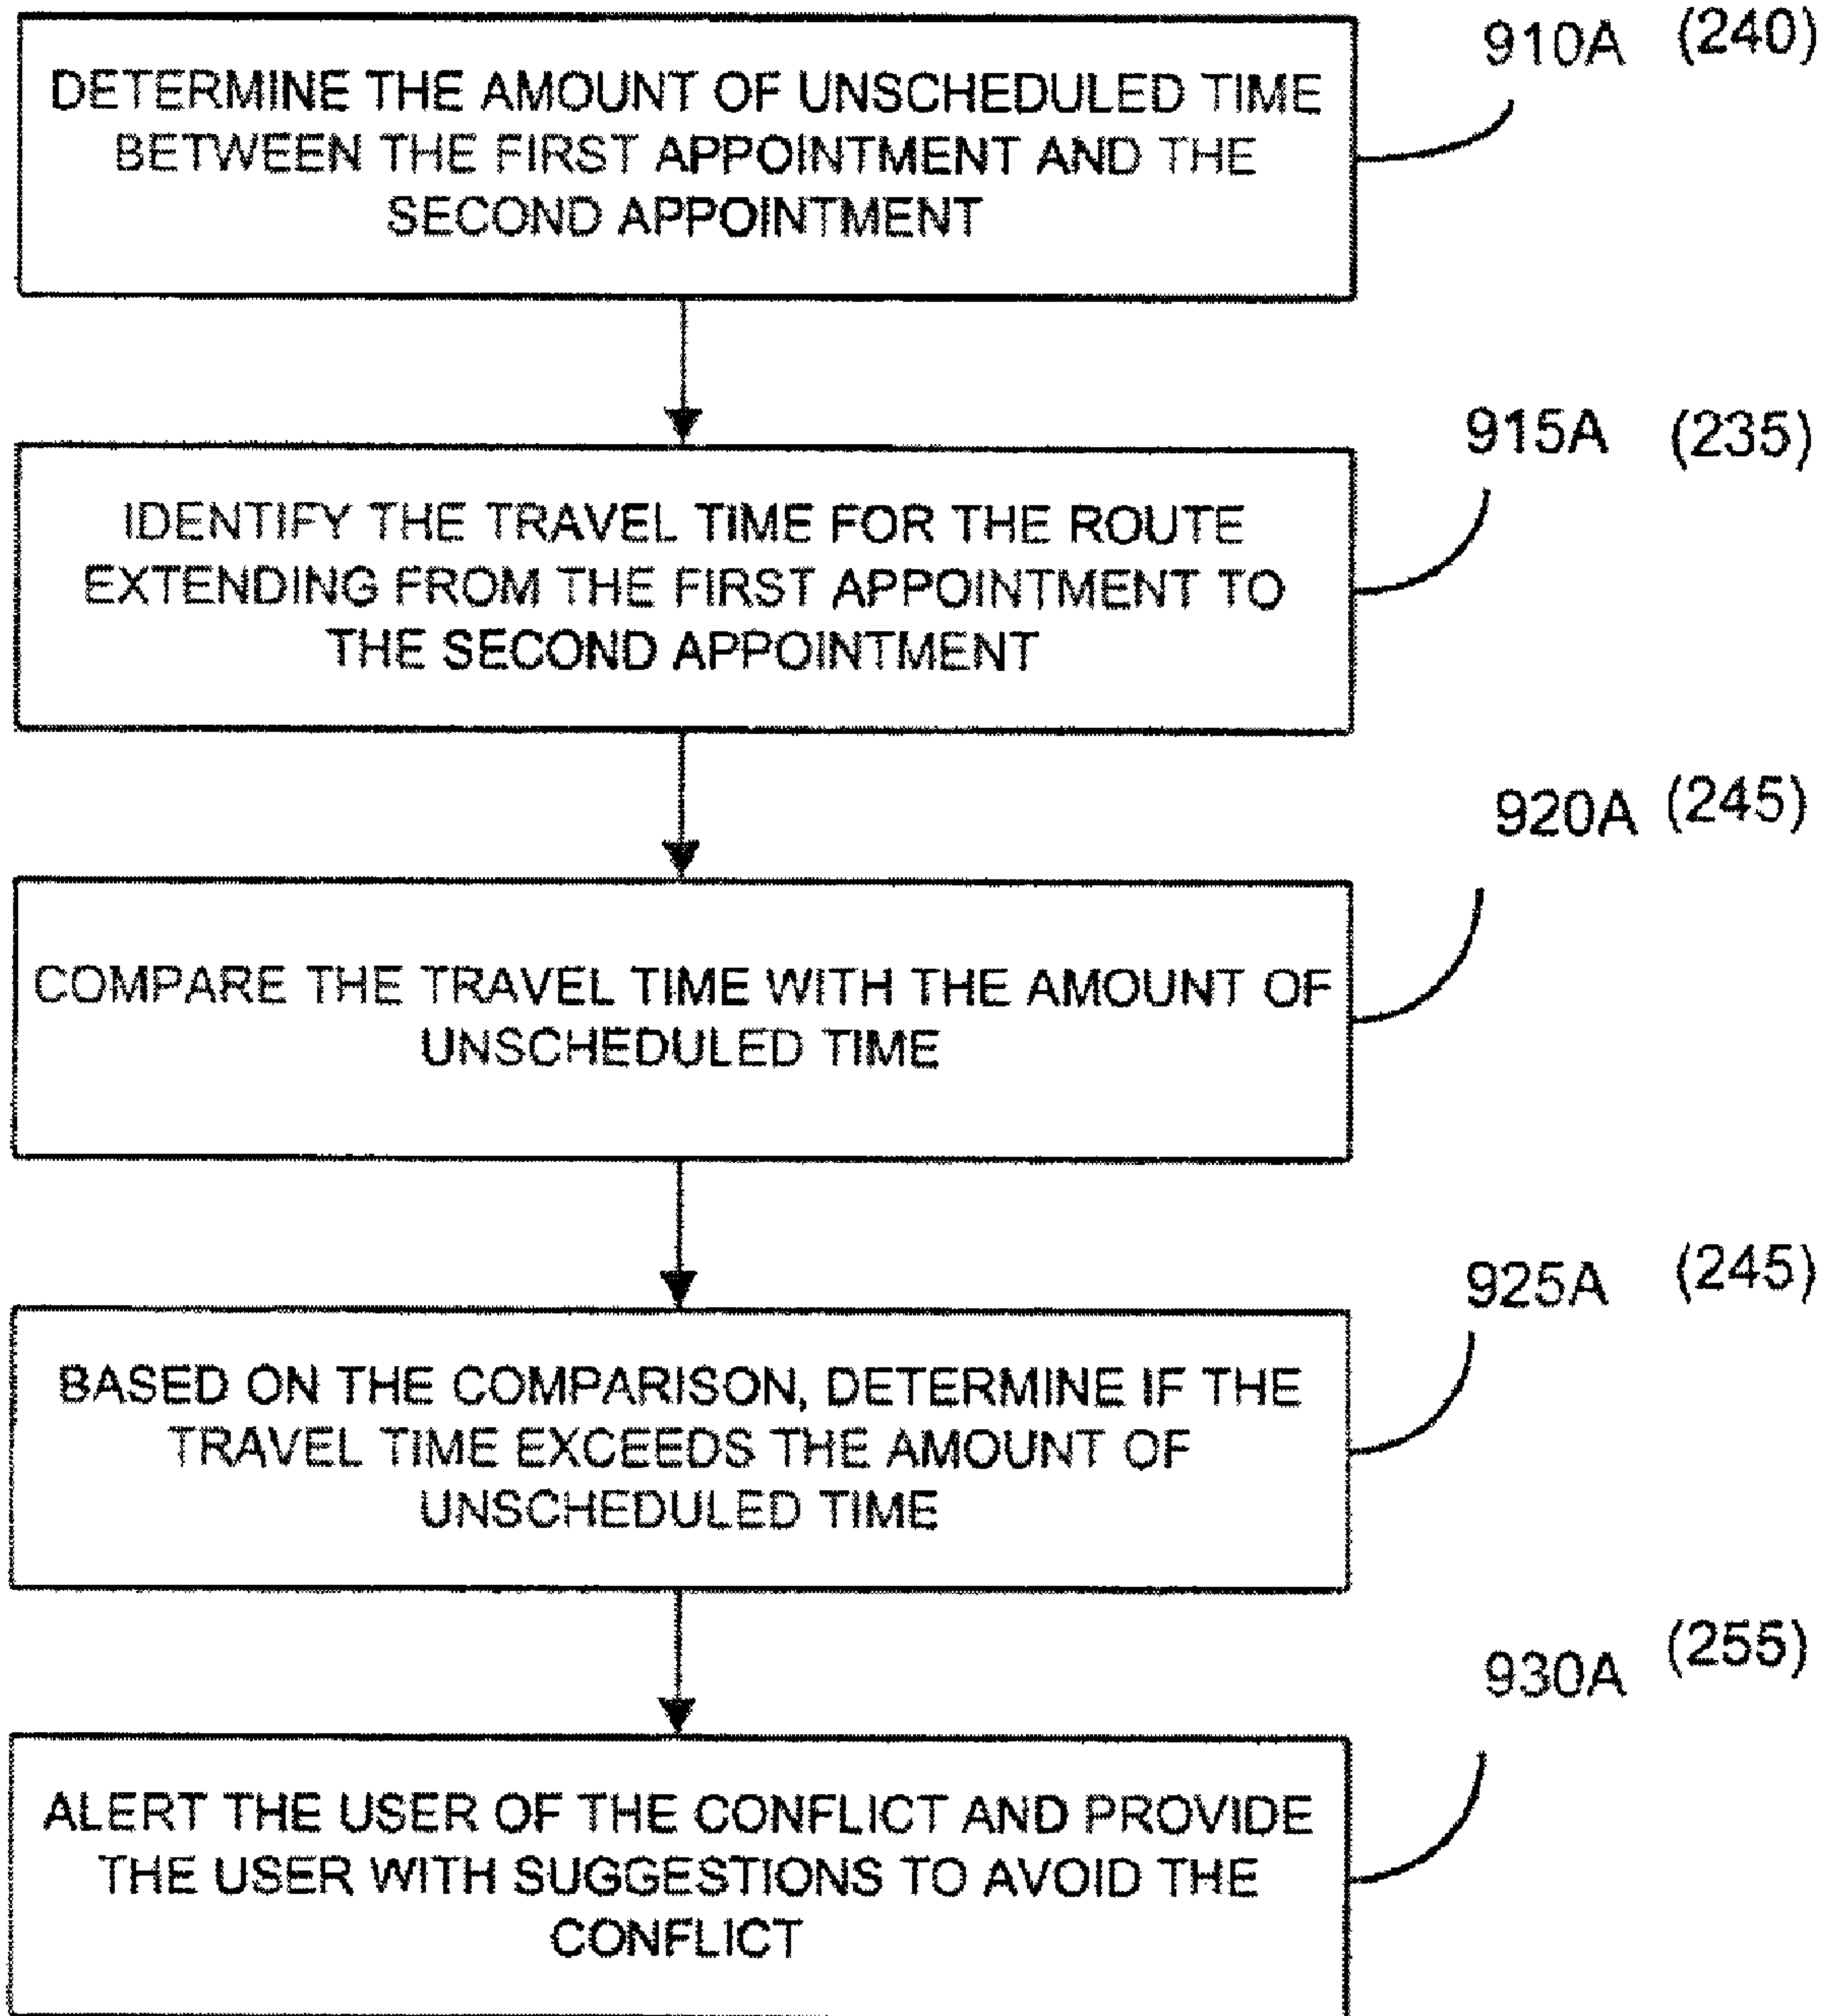 910A (240)
DETERMINE THE AMOUNT OF UNSCHEDULED TIME
BETWEEN THE FIRST APPOINTMENT AND THE
SECOND APPOINTMENT
915A (235)
IDENTIFY THE TRAVEL TIME FOR THE ROUTE
EXTENDING FROM THE FIRST APPOINTMENT TO
THE SECOND APPOINTMENT
920A (245)
COMPARE THE TRAVEL TIME WITH THE AMOUNT OF
UNSCHEDULED TIME
925A (245)
BASED ON THE COMPARISON, DETERMINE IF THE
TRAVEL TIME EXCEEDS THE AMOUNT OF
UNSCHEDULED TIME
930A (255)
ALERT THE USER OF THE CONFLICT AND PROVIDE
THE USER WITH SUGGESTIONS TO AVOID THE
CONFLICT